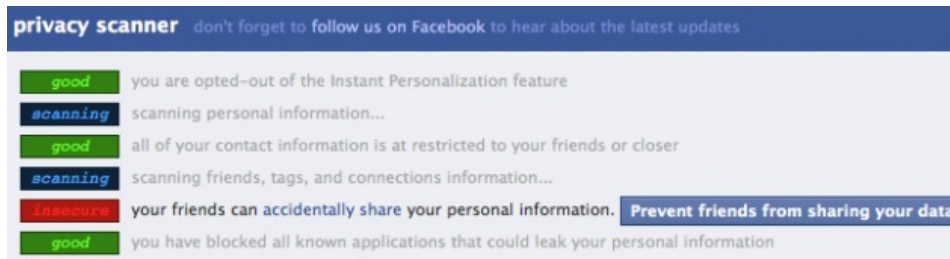 privacy scanner don't forget to follow us on Facebook to hear about the latest updates
good you are opted-out of the Instant Personalization feature
scanning scanning personal information...
good all of your contact information is at restricted to your friends or closer
scanning scanning friends, tags, and connections information...
insecure your friends can accidentally share your personal information. Prevent friends from sharing your data
good you have blocked all known applications that could leak your personal information